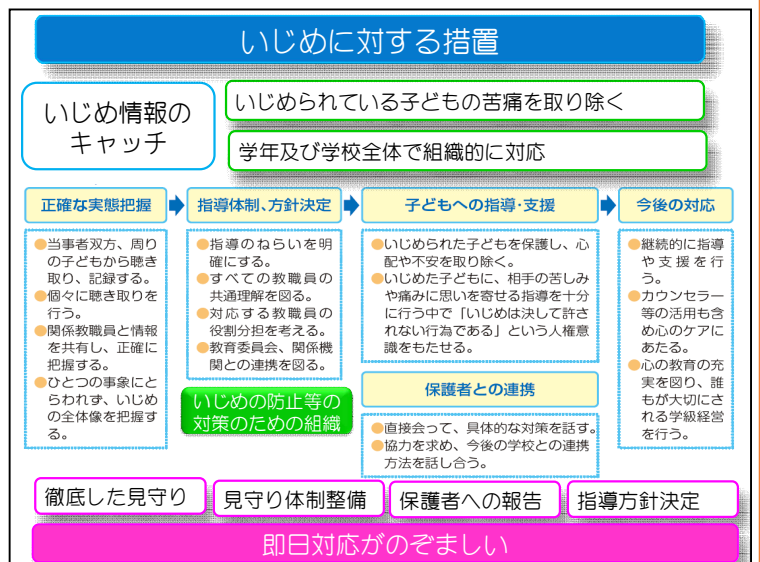 いじめに対する措置
いじめ情報の
キャッチ
いじめられている子どもの苦痛を取り除く
学年及び学校全体で組織的に対応
正確な実態把握
●当事者双方、周り
の子どもから聴き
取り、記録する。
●個々に聴き取りを
行う。
●関係教職員と情報
を共有し、正確に
把握する。
●ひとつの事象にと
らわれず、いじめ
の全体像を把握す
る。
指導体制、方針決定
●指導のねらいを明
確にする。
●すべての教職員の
共通理解を図る。
●対応する教職員の
役割分担を考える。
●教育委員会、関係機
関との連携を図る。
いじめの防止等の
対策のための組織
子どもへの指導・支援
●いじめられた子どもを保護し、心
配や不安を取り除く。
●いじめた子どもに、相手の苦しみ
や痛みに思いを寄せる指導を十分
に行う中で「いじめは決して許さ
れない行為である」という人権意
識をもたせる。
保護者との連携
●直接会って、具体的な対策を話す。
●協力を求め、今後の学校との連携
方法を話し合う。
今後の対応
●継続的に指導
や支援を行
う。
●カウンセラー
等の活用も含
め心のケアに
あたる。
●心の教育の充
実を図り、誰
もが大切にさ
れる学級経営
を行う。
徹底した見守り
見守り体制整備
保護者への報告
指導方針決定
即日対応がのぞましい